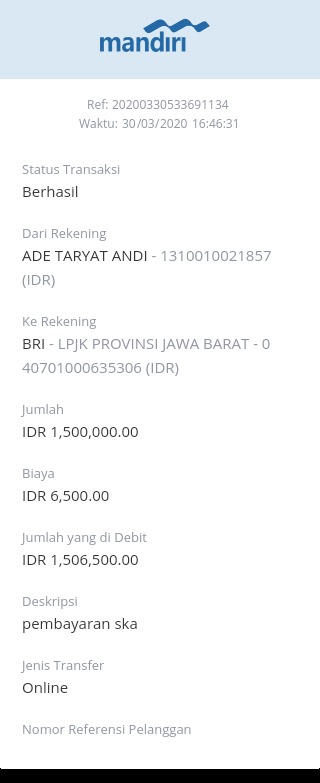 mandiri
Ref: 20200330533691134
Waktu: 30/03/2020 16:46:31
Status Transaksi
Berhasil
Dari Rekening
ADE TARYAT ANDI - 1310010021857
(IDR)
Ke Rekening
BRI - LPJK PROVINSI JAWA BARAT - 0
40701000635306 (IDR)
Jumlah
IDR 1,500,000.00
Biaya
IDR 6,500.00
Jumlah yang di Debit
IDR 1,506,500.00
Deskripsi
pembayaran ska
Jenis Transfer
Online
Nomor Referensi Pelanggan